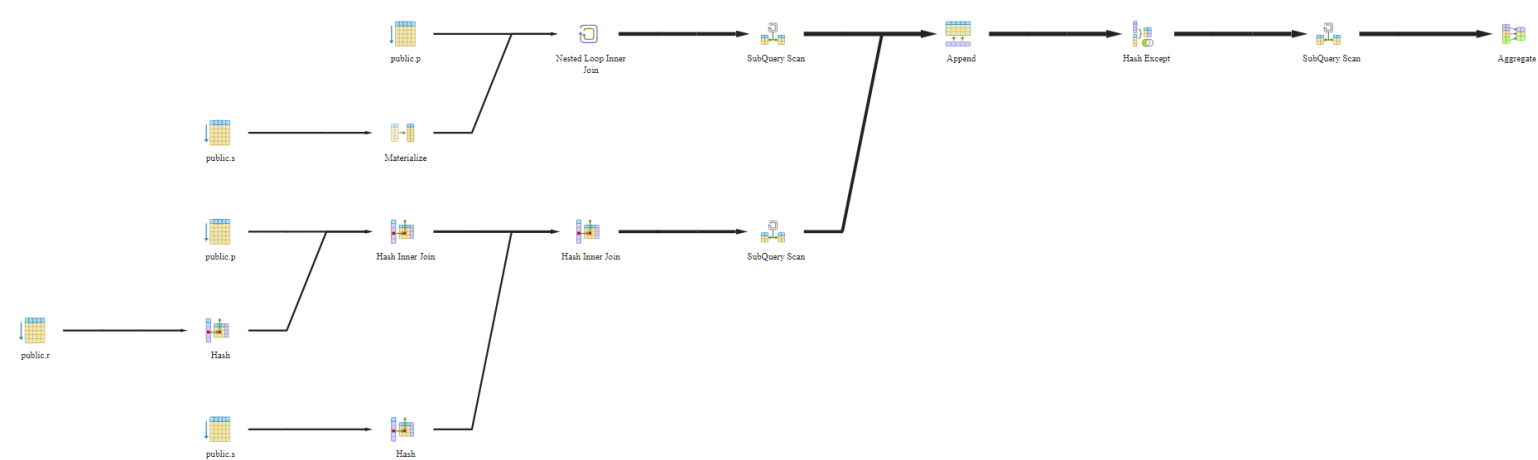 public.p
Nested Loop Inner
Join
SubQuery Scan
Append
Hash Except
SubQuery Scan
Aggregate
public.s
Materialize
public.p
Hash Inner Join
Hash Inner Join
SubQuery Scan
public.r
Hash
public.s
Hash